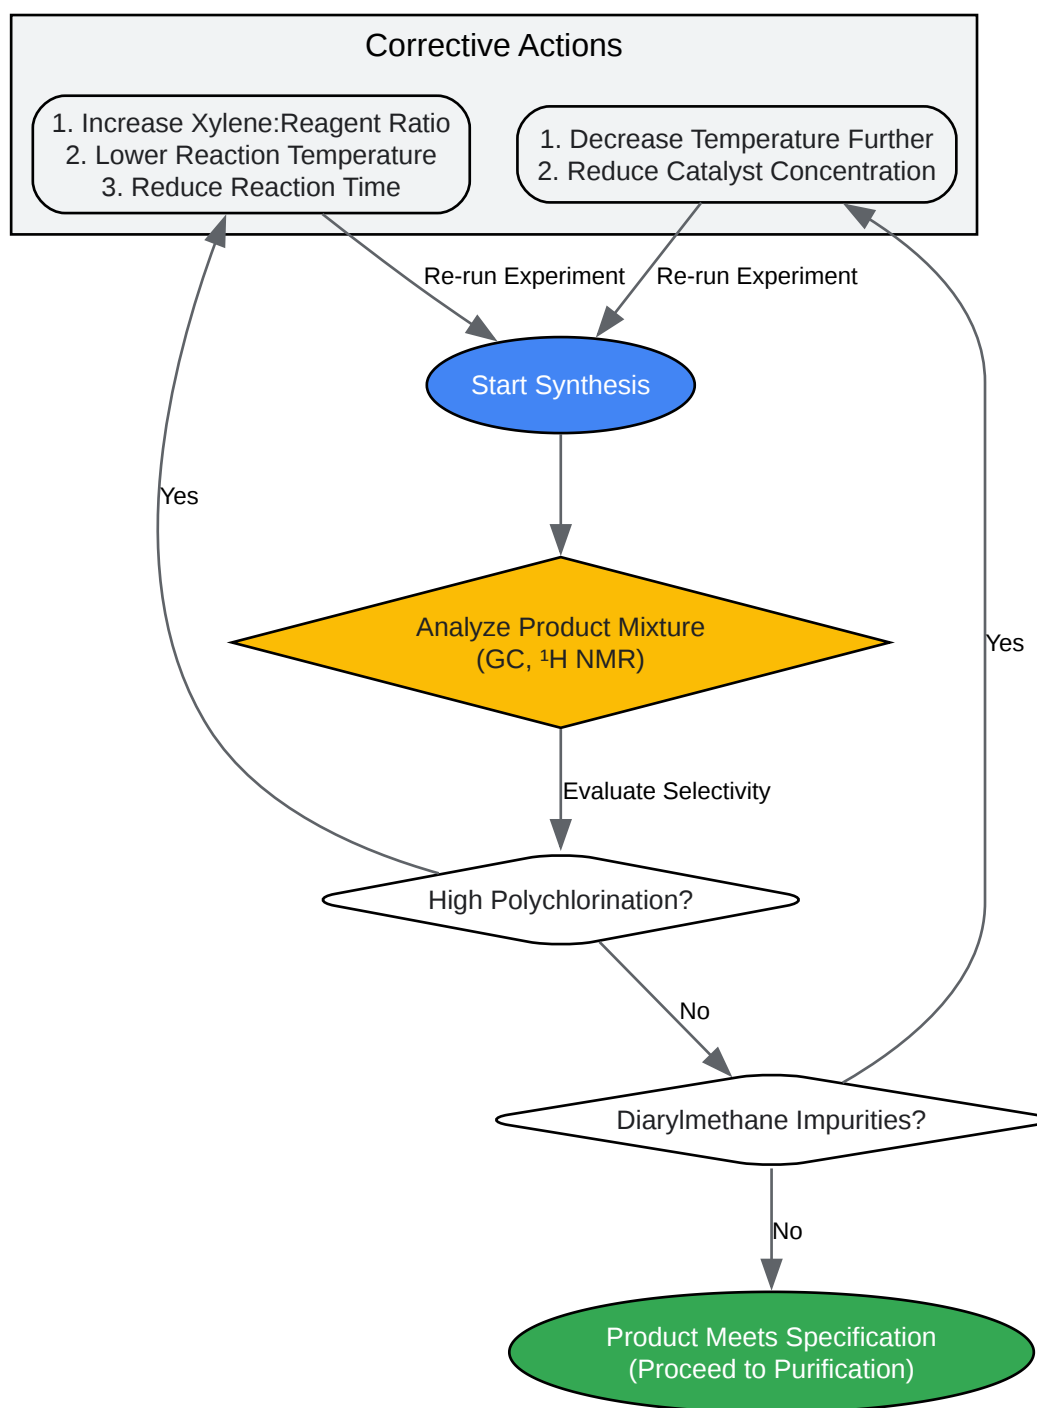 Corrective Actions
1. Increase Xylene:Reagent Ratio
2. Lower Reaction Temperature
3. Reduce Reaction Time
1. Decrease Temperature Further
2. Reduce Catalyst Concentration
Re-run Experiment
Re-run Experiment
Start Synthesis
Yes
Analyze Product Mixture
(GC, ¹H NMR)
Yes
Evaluate Selectivity
High Polychlorination?
No
Diarylmethane Impurities?
No
Product Meets Specification
(Proceed to Purification)